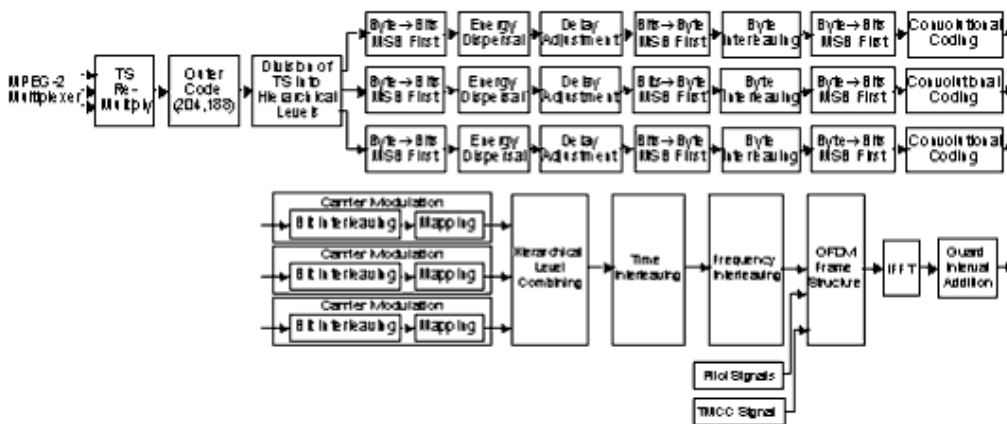 MPEG-2
Multiplexer
TS
Re-
Multiply
Outer
Code
(204,188)
Division of
TS into
Hierarchical
Levels
Byte→Bits
MSB First
Energy
Dispersal
Delay
Adjustment
Bits→Byte
MSB First
Byte
Interleaving
Byte→Bits
MSB First
Convolutional
Coding
Byte→Bits
MSB First
Energy
Dispersal
Delay
Adjustment
Bits→Byte
MSB First
Byte
Interleaving
Byte→Bits
MSB First
Convolutional
Coding
Byte→Bits
MSB First
Energy
Dispersal
Delay
Adjustment
Bits→Byte
MSB First
Byte
Interleaving
Byte→Bits
MSB First
Convolutional
Coding
Carrier Modulation
Bit Interleaving
Mapping
Carrier Modulation
Bit Interleaving
Mapping
Carrier Modulation
Bit Interleaving
Mapping
Hierarchical
Level
Combining
Time
Interleaving
Frequency
Interleaving
OFDM
Frame
Structure
IFFT
Guard
Interval
Addition
Pilot Signals
TMCC Signal